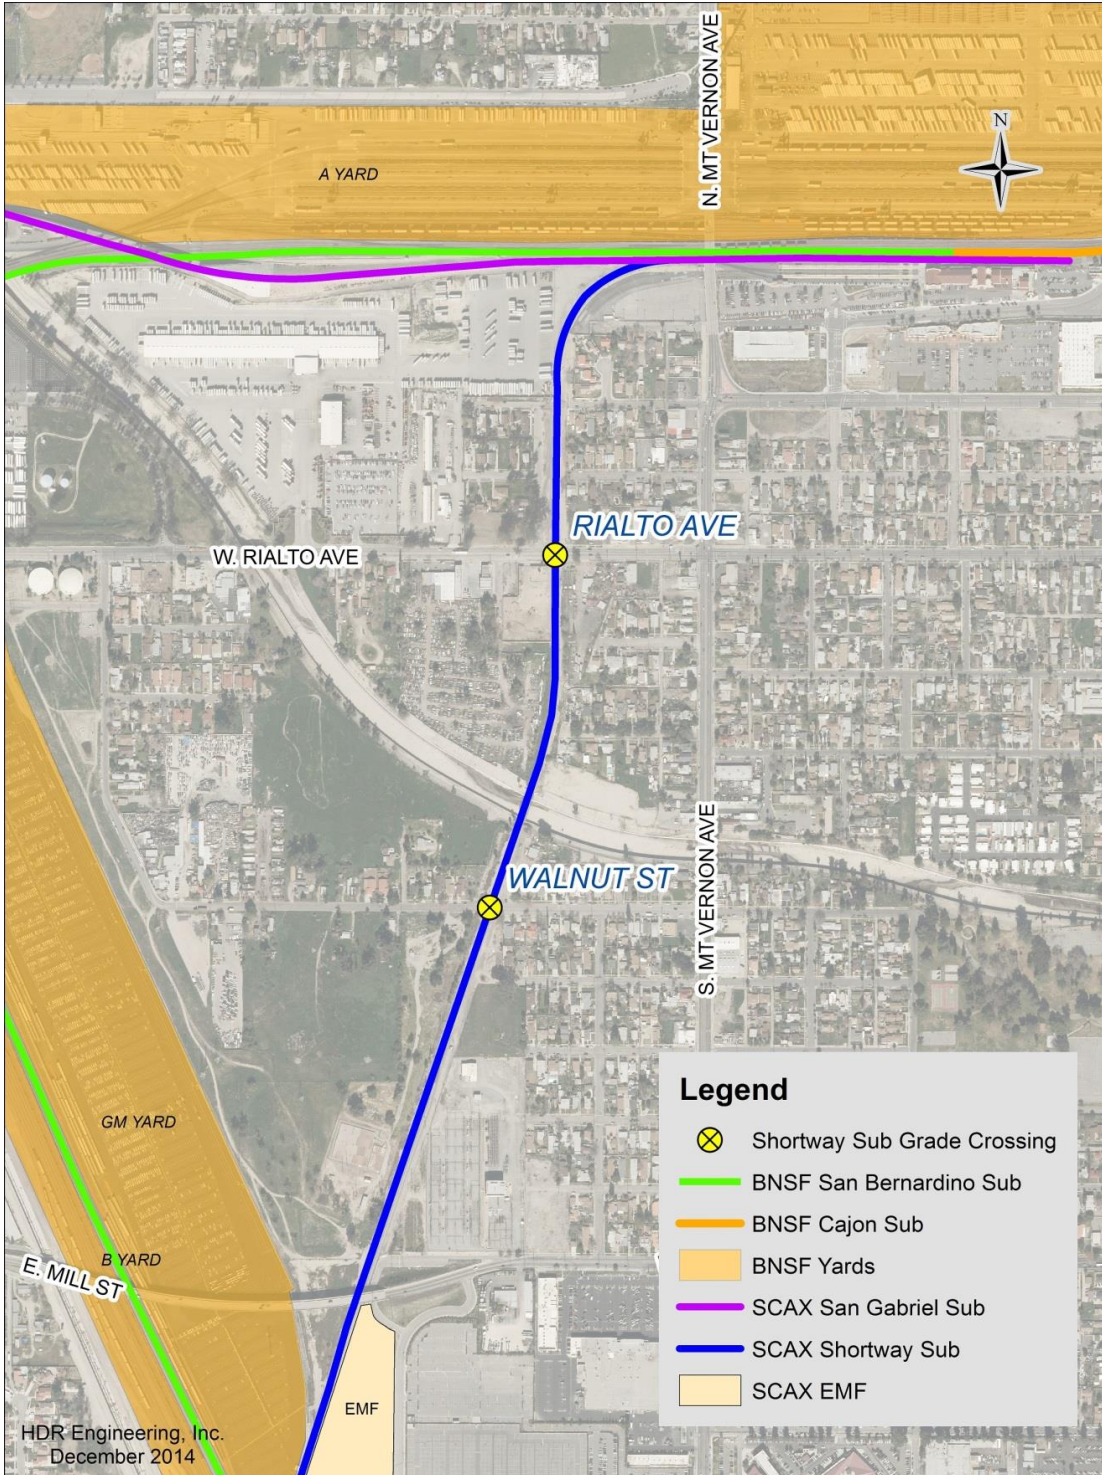 N. MT VERNON AVE
N
A YARD
RIALTO AVE
W. RIALTO AVE
WALNUT ST
S. MT VERNON AVE
GM YARD
B YARD
E. MILL ST
EMF
HDR Engineering, Inc.
December 2014
Legend
Shortway Sub Grade Crossing
BNSF San Bernardino Sub
BNSF Cajon Sub
BNSF Yards
SCAX San Gabriel Sub
SCAX Shortway Sub
SCAX EMF